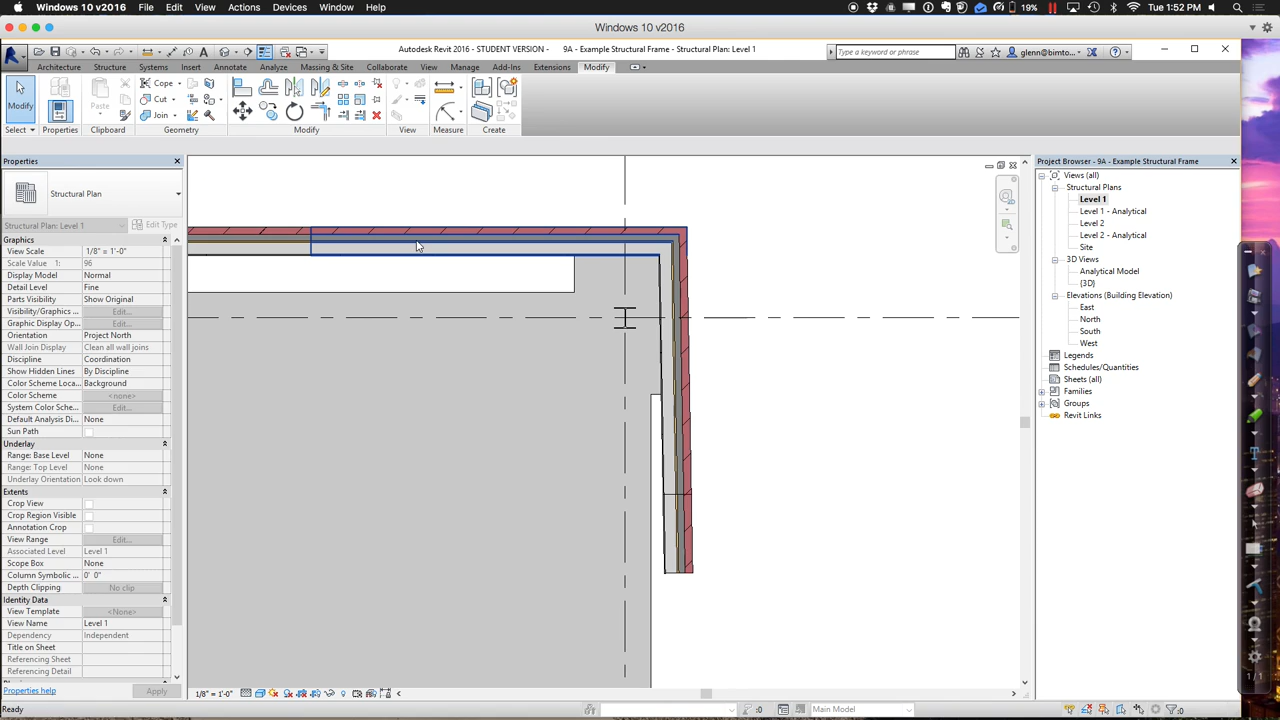 Windows 10 v2016 File Edit View Actions Devices Window Help 19% Tue 1:52 PM
Windows 10 v2016
Autodesk Revit 2016 - STUDENT VERSION - 9A - Example Structural Frame - Structural Plan: Level 1
Type a keyword or phrase
glenn@bimto...
Architecture Structure Systems Insert Annotate Analyze Massing & Site Collaborate View Manage Add-Ins Extensions Modify
Modify
Paste
Cope
Cut
Join
Select Properties Clipboard Geometry Modify View Measure Create
Properties
Structural Plan
Structural Plan: Level 1 Edit Type
Graphics
View Scale 1/8" = 1'-0"
Scale Value 1: 96
Display Model Normal
Detail Level Fine
Parts Visibility Show Original
Visibility/Graphics ... Edit...
Graphic Display Op... Edit...
Orientation Project North
Wall Join Display Clean all wall joins
Discipline Coordination
Show Hidden Lines By Discipline
Color Scheme Loca... Background
Color Scheme <none>
System Color Sche... Edit...
Default Analysis Di... None
Sun Path
Underlay
Range: Base Level None
Range: Top Level None
Underlay Orientation Look down
Extents
Crop View
Crop Region Visible
Annotation Crop
View Range Edit...
Associated Level Level 1
Scope Box None
Column Symbolic ... 0' 0"
Depth Clipping No clip
Identity Data
View Template <None>
View Name Level 1
Dependency Independent
Title on Sheet
Referencing Sheet
Referencing Detail
Properties help Apply
1/8" = 1'-0"
Ready
:0 Main Model :0
Project Browser - 9A - Example Structural Frame
Views (all)
Structural Plans
Level 1
Level 1 - Analytical
Level 2
Level 2 - Analytical
Site
3D Views
Analytical Model
{3D}
Elevations (Building Elevation)
East
North
South
West
Legends
Schedules/Quantities
Sheets (all)
Families
Groups
Revit Links
1 / 1